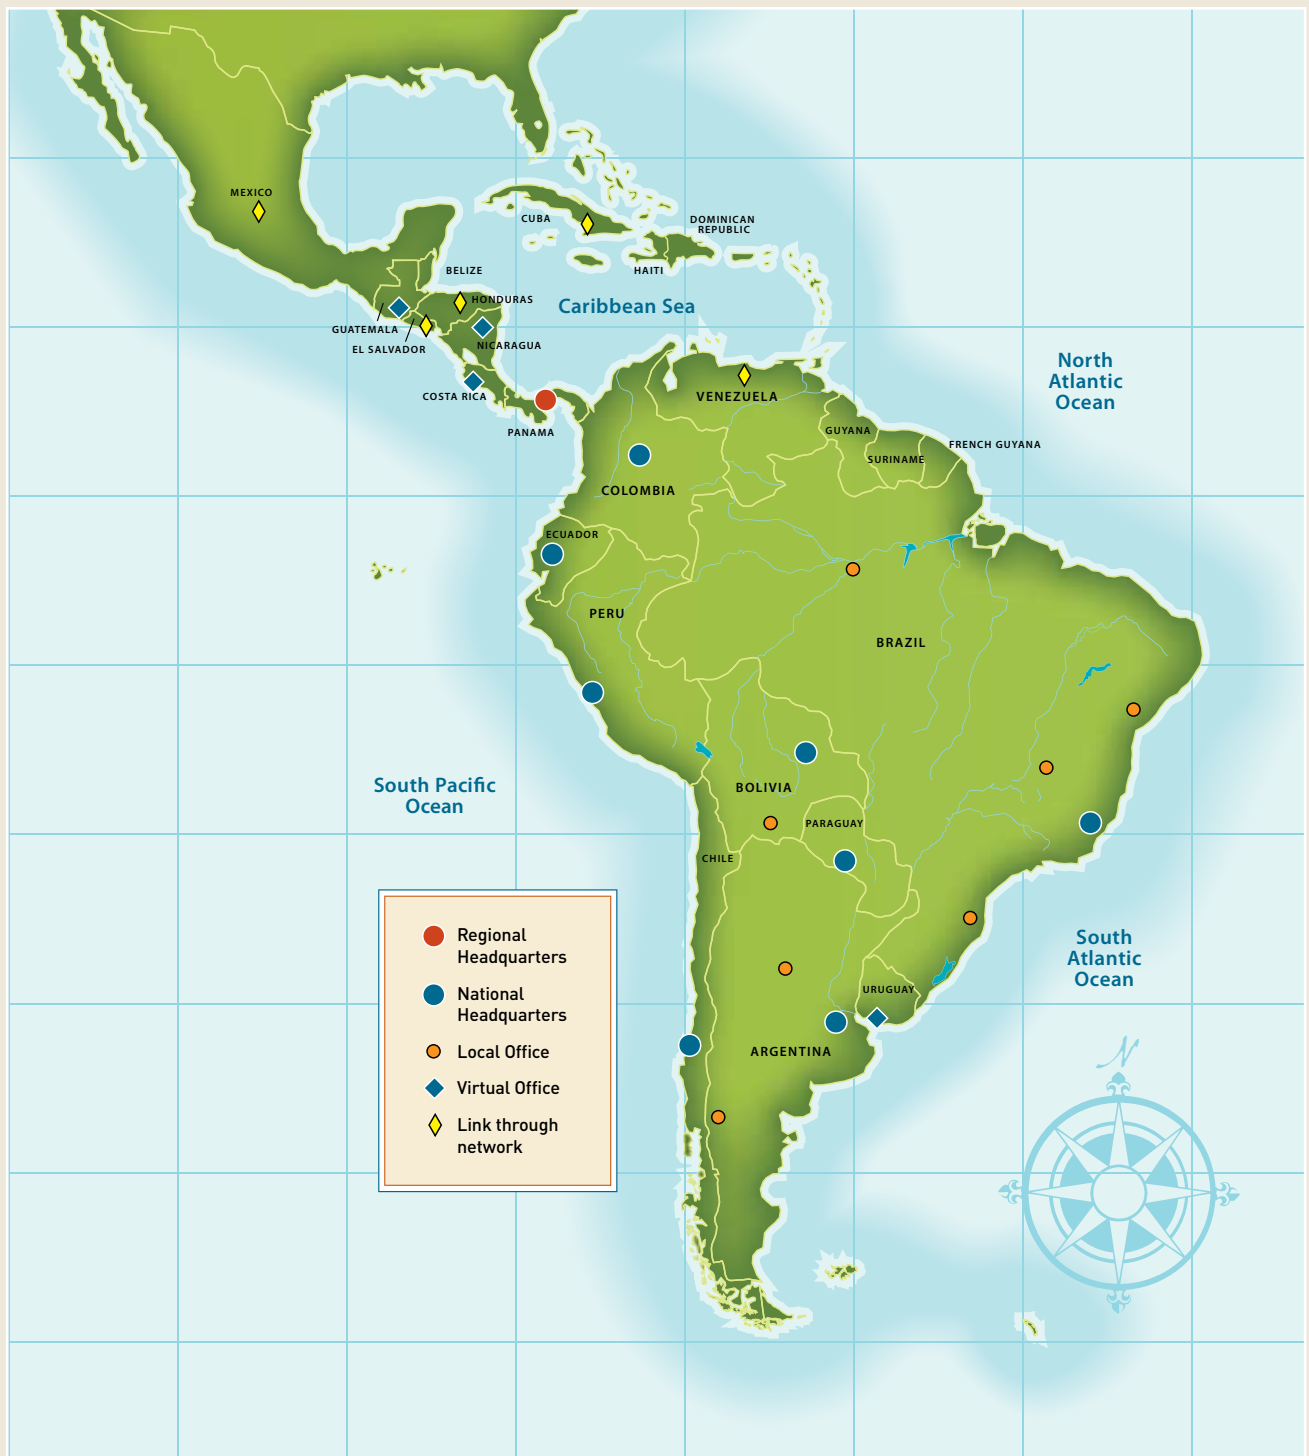 MEXICO
CUBA
DOMINICAN
REPUBLIC
HAITI
BELIZE
HONDURAS
Caribbean Sea
GUATEMALA
EL SALVADOR
NICARAGUA
COSTA RICA
PANAMA
VENEZUELA
North
Atlantic
Ocean
GUYANA
SURINAME
FRENCH GUYANA
COLOMBIA
ECUADOR
PERU
BRAZIL
South Pacific
Ocean
BOLIVIA
PARAGUAY
CHILE
South
Atlantic
Ocean
URUGUAY
ARGENTINA
Regional
Headquarters
National
Headquarters
Local Office
Virtual Office
Link through
network
N